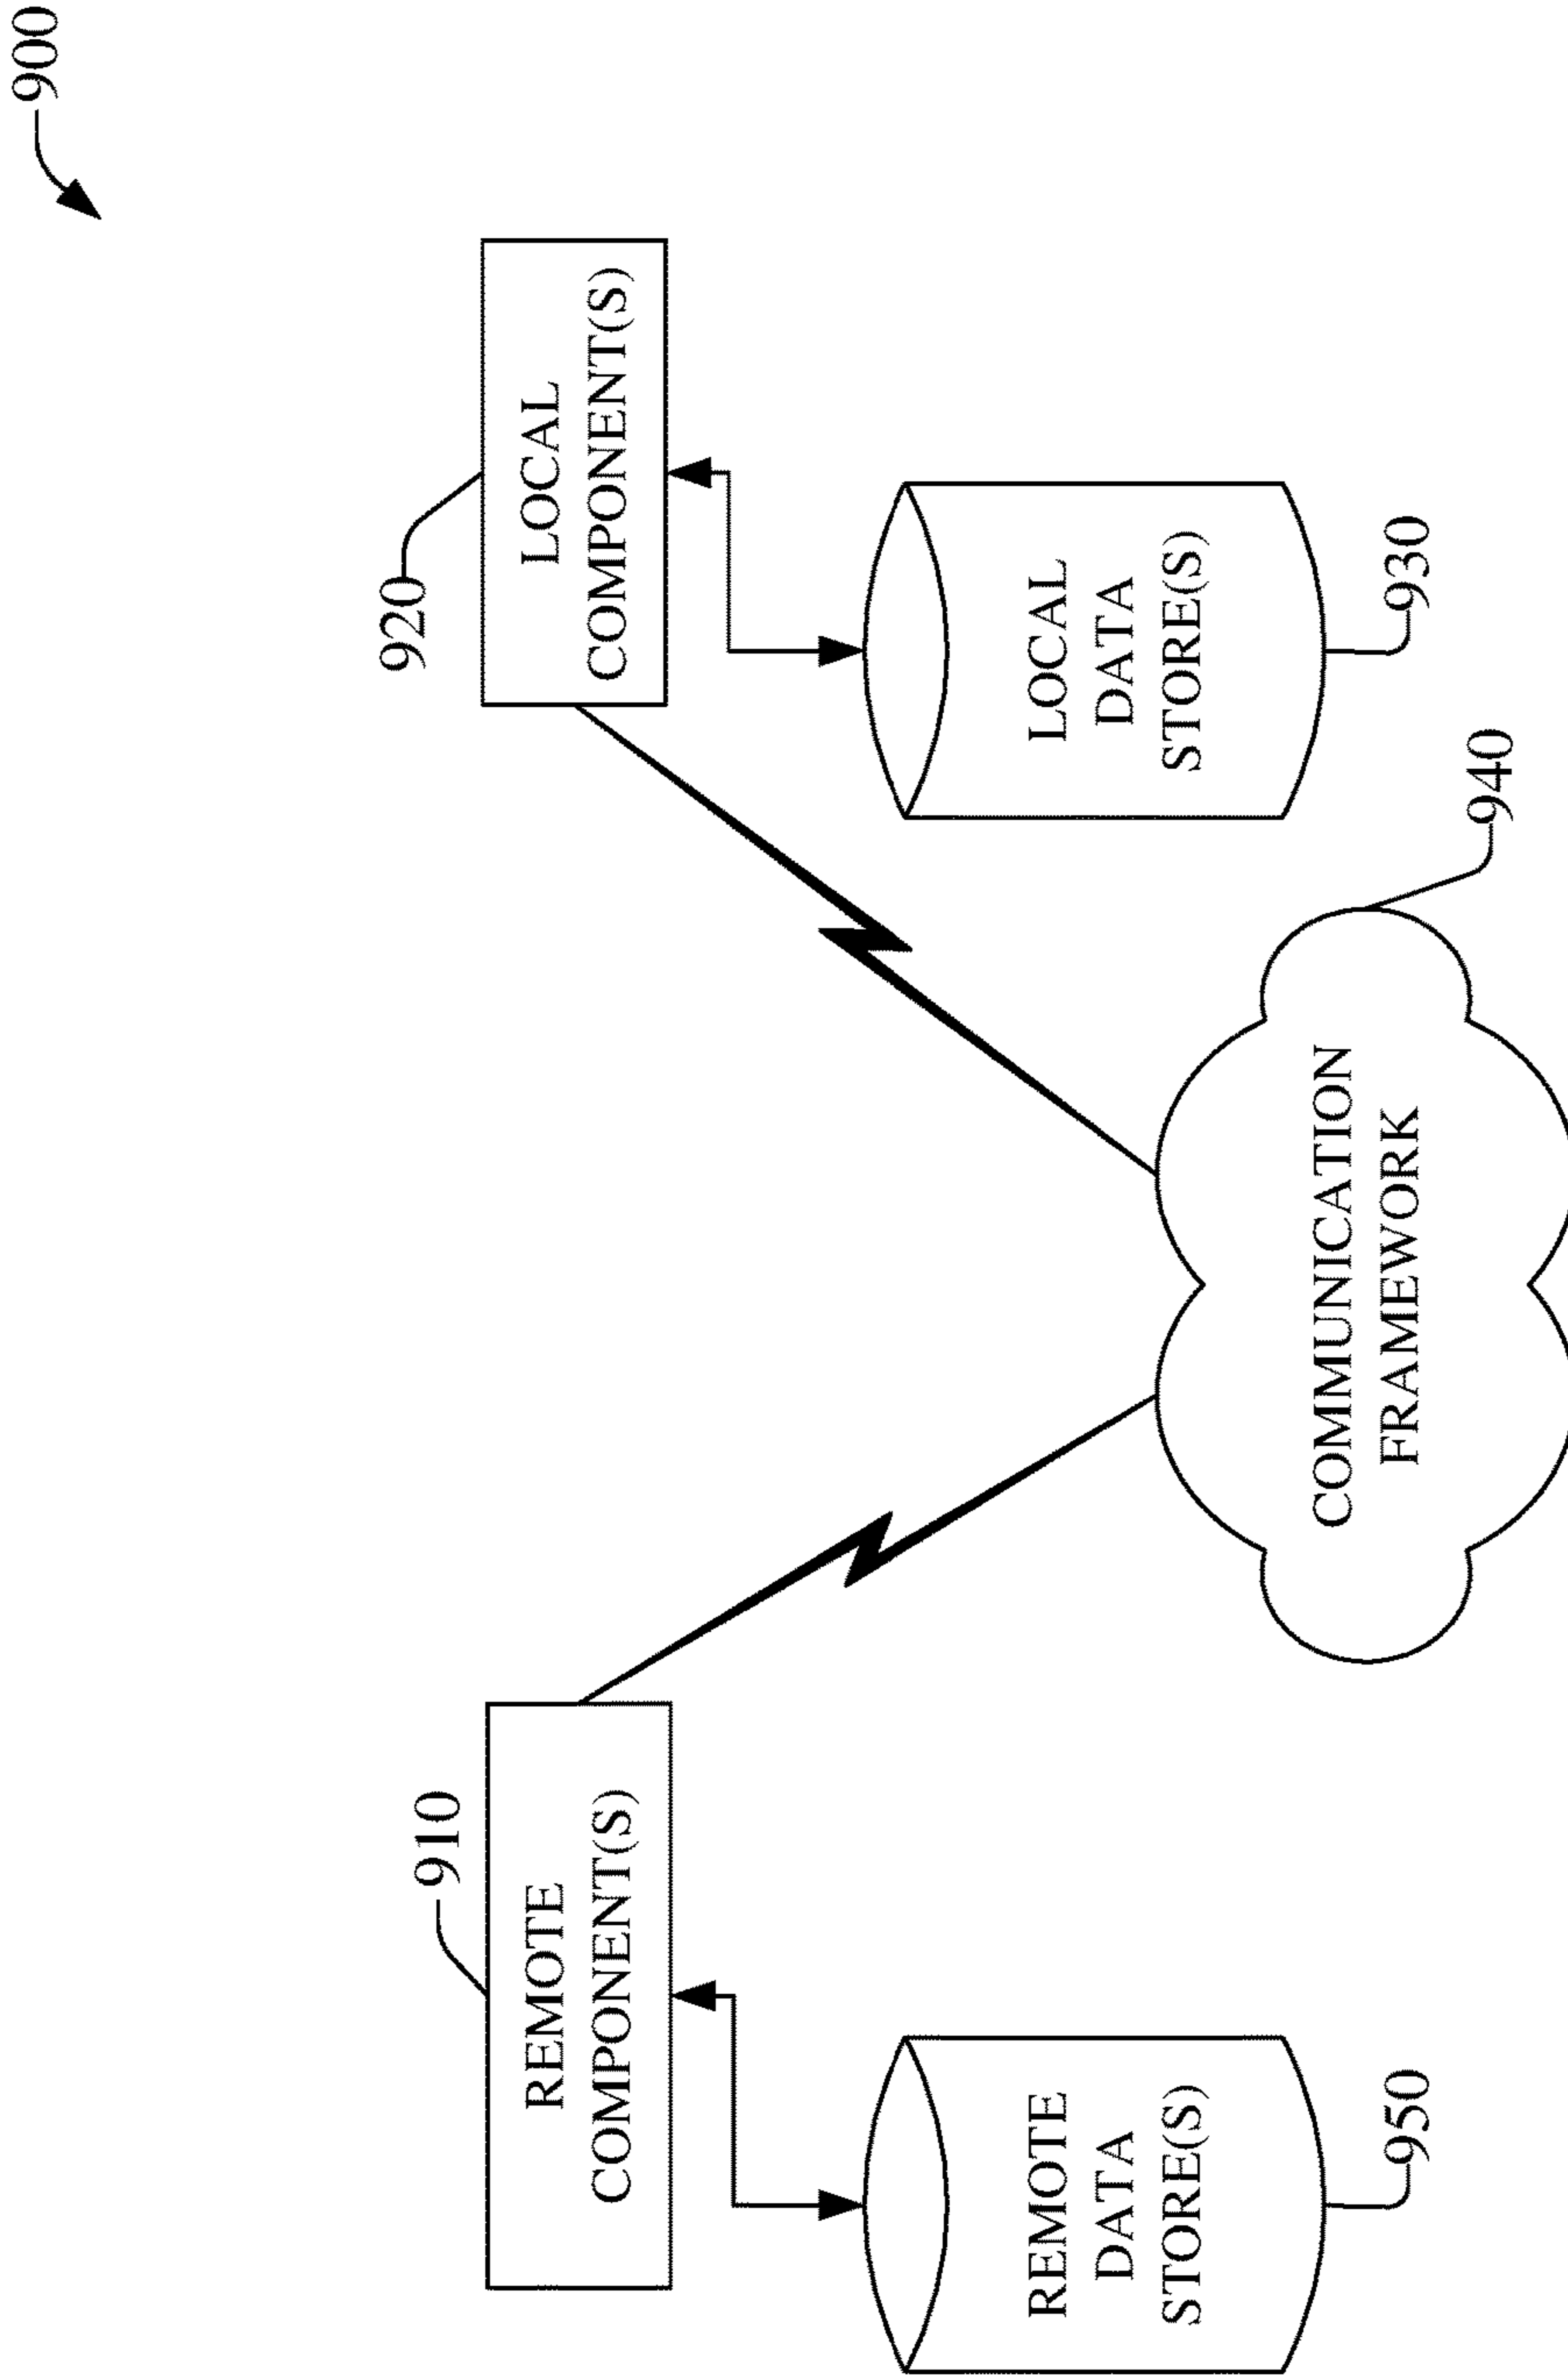 900
910
REMOTE
COMPONENT(S)
920
LOCAL
COMPONENT(S)
REMOTE
DATA
STORE(S)
950
COMMUNICATION
FRAMEWORK
940
LOCAL
DATA
STORE(S)
930